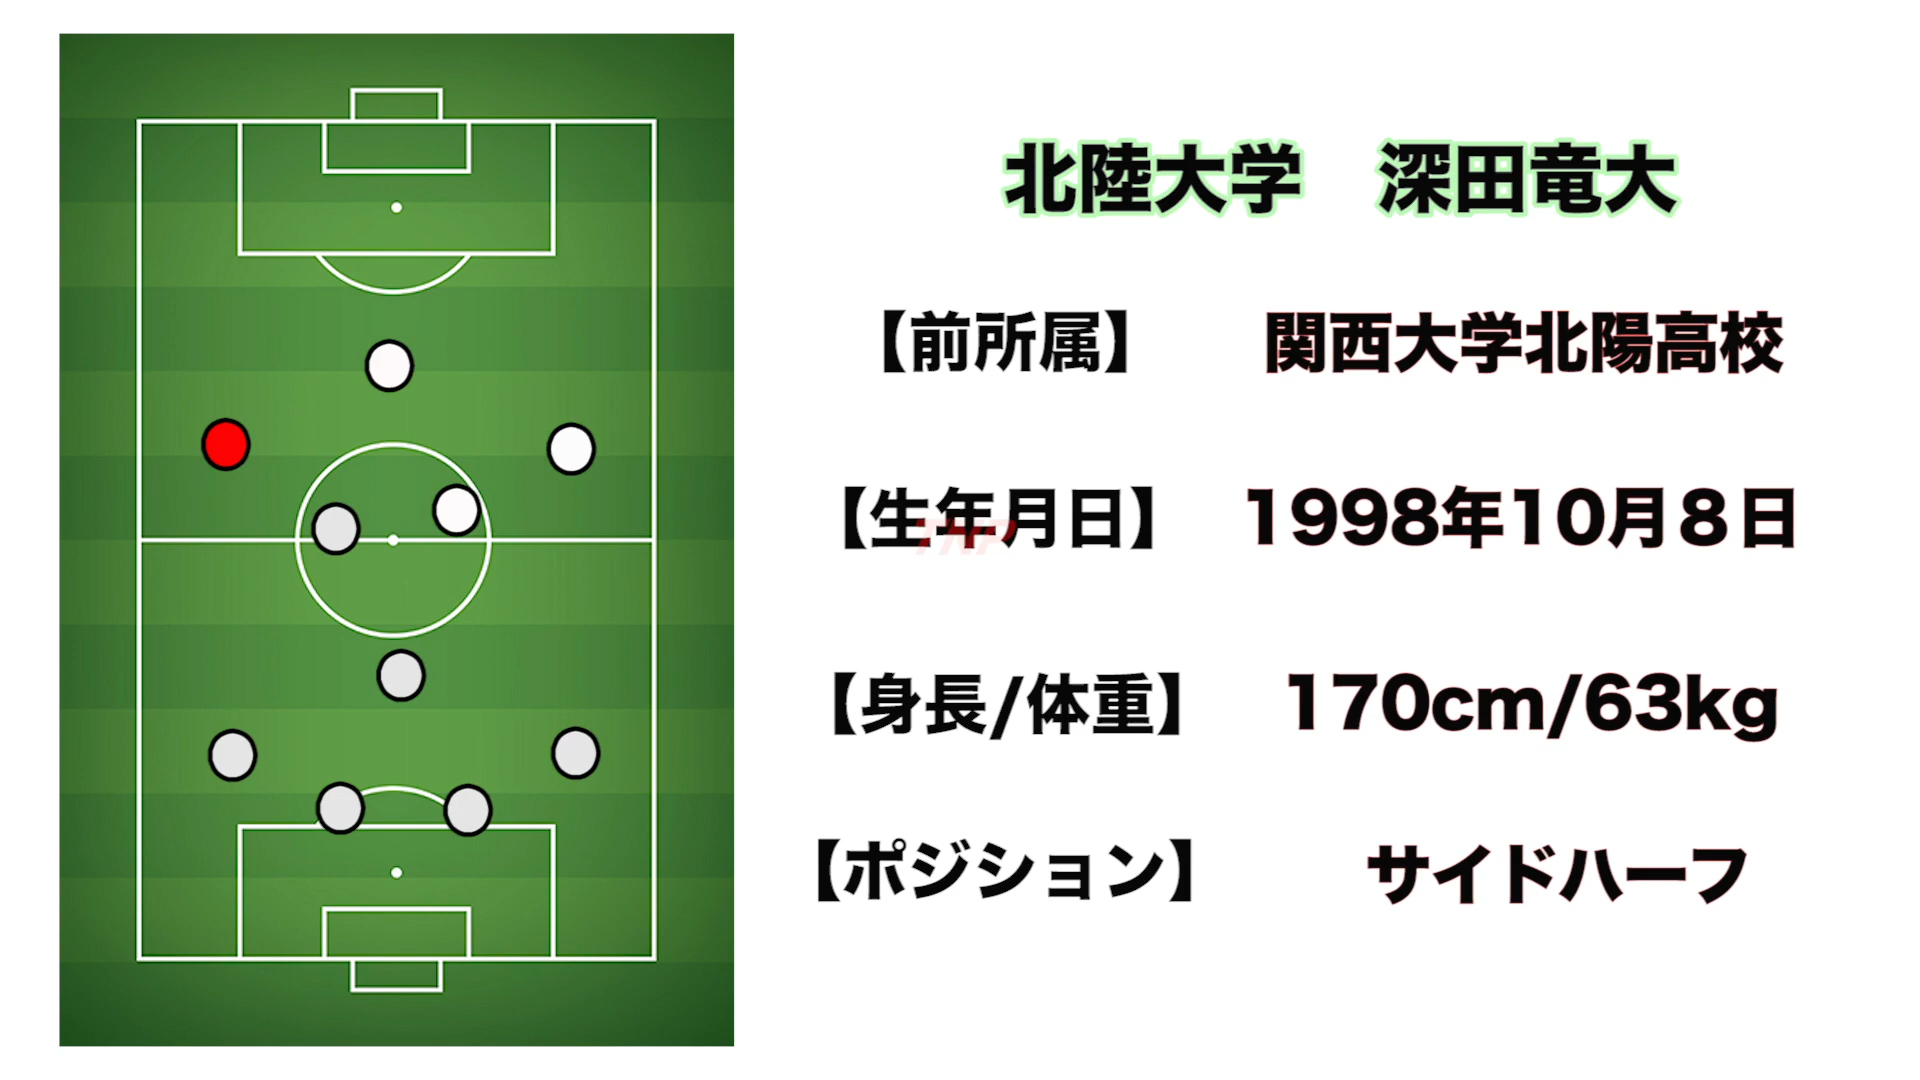 北陸大学　深田竜大
【前所属】　関西大学北陽高校
【生年月日】　1998年10月８日
TNP
【身長/体重】　170cm/63kg
【ポジション】　サイドハーフ